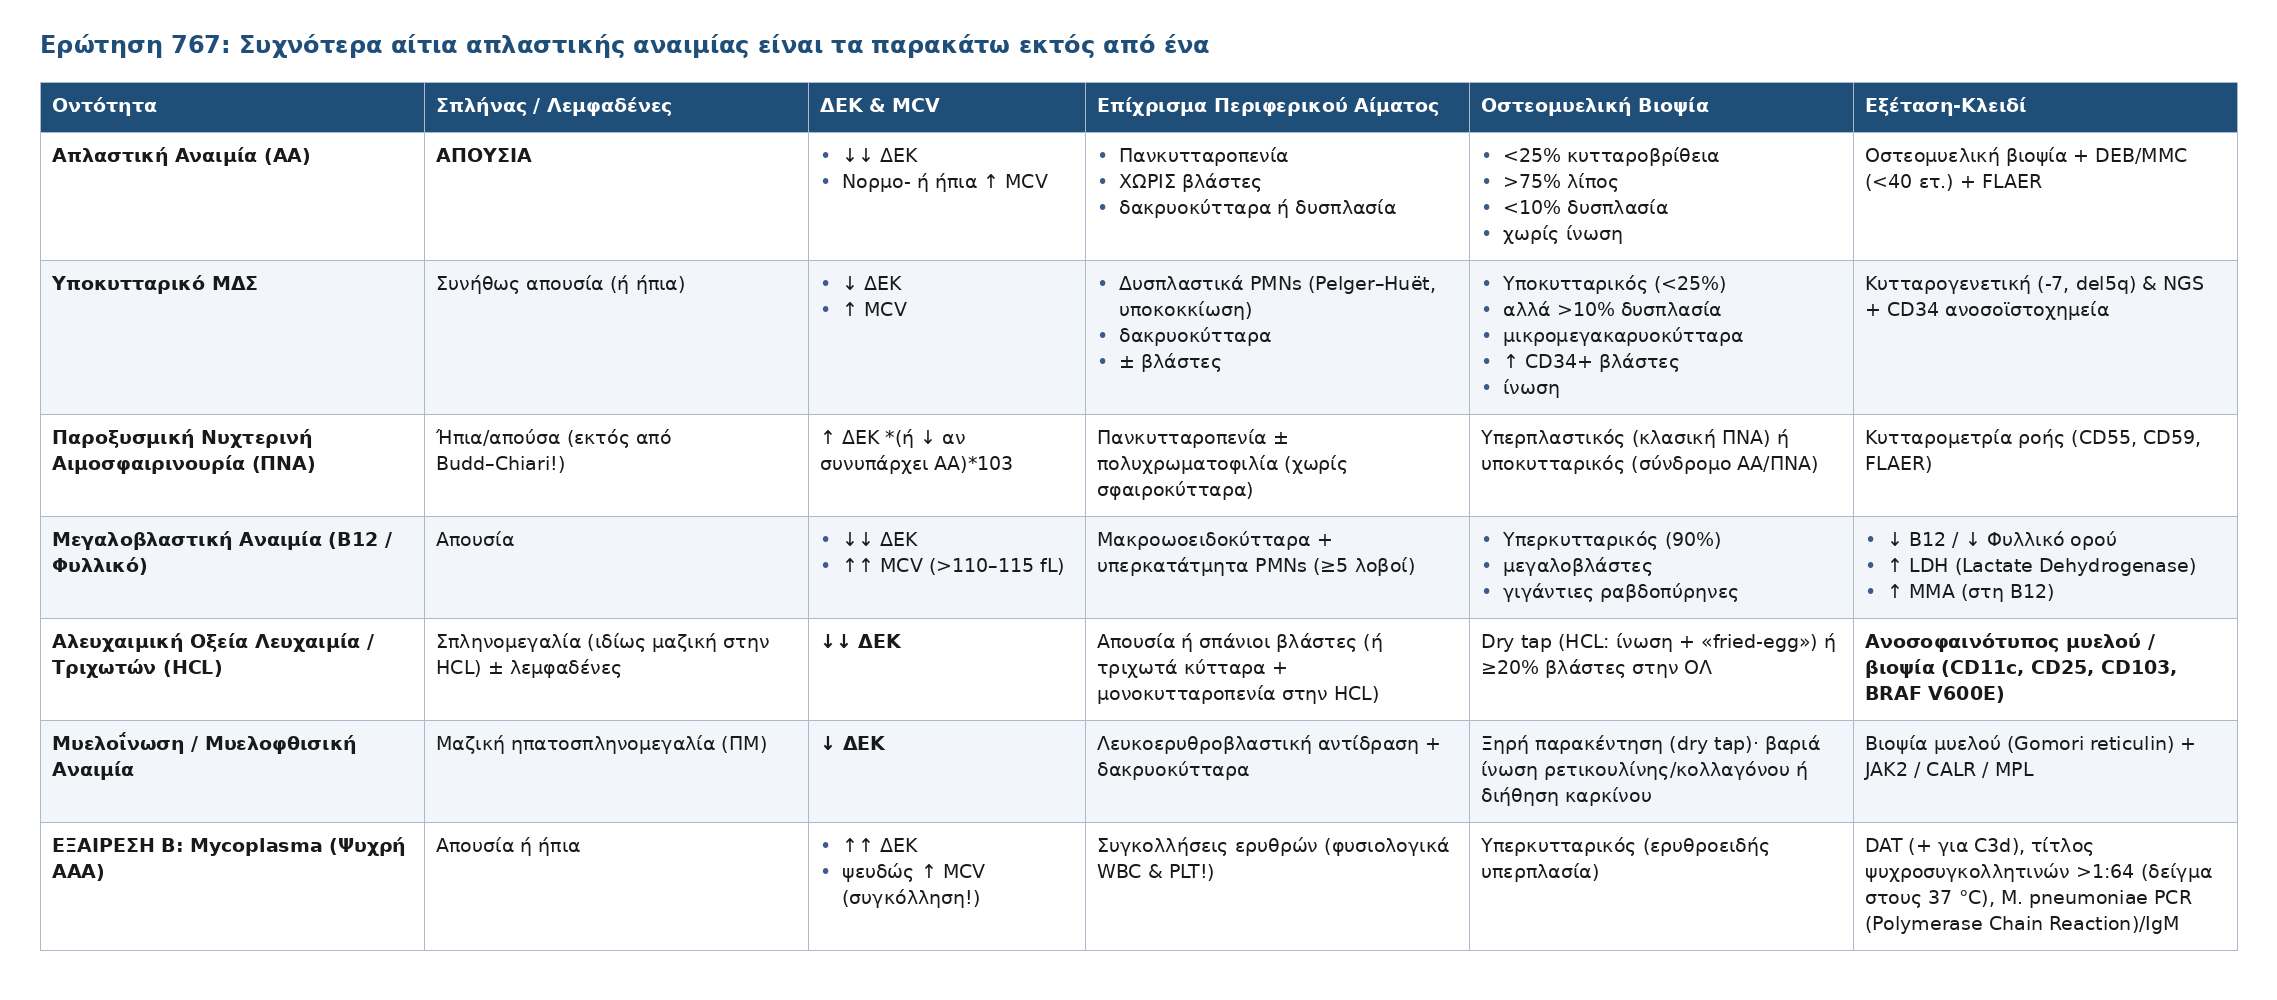 Ερώτηση 767: Συχνότερα αίτια απλαστικής αναιμίας είναι τα παρακάτω εκτός από ένα
Οντότητα
Σπλήνας / Λεμφαδένες
ΔΕΚ & MCV
Επίχρισμα Περιφερικού Αίματος
Οστεομυελική Βιοψία
Εξέταση-Κλειδί
Απλαστική Αναιμία (AA)
ΑΠΟΥΣΙΑ
• ↓↓ ΔΕΚ
• Νορμο- ή ήπια ↑ MCV
• Πανκυτταροπενία
• ΧΩΡΙΣ βλάστες
• δακρυοκύτταρα ή δυσπλασία
• <25% κυτταροβρίθεια
• >75% λίπος
• <10% δυσπλασία
• χωρίς ίνωση
Οστεομυελική βιοψία + DEB/MMC
(<40 ετ.) + FLAER
Υποκυτταρικό ΜΔΣ
Συνήθως απουσία (ή ήπια)
• ↓ ΔΕΚ
• ↑ MCV
• Δυσπλαστικά PMNs (Pelger–Huët,
υποκοκκίωση)
• δακρυοκύτταρα
• ± βλάστες
• Υποκυτταρικός (<25%)
• αλλά >10% δυσπλασία
• μικρομεγακαρυοκύτταρα
• ↑ CD34+ βλάστες
• ίνωση
Κυτταρογενετική (-7, del5q) & NGS
+ CD34 ανοσοϊστοχημεία
Παροξυσμική Νυχτερινή
Αιμοσφαιρινουρία (ΠΝΑ)
Ήπια/απούσα (εκτός από
Budd–Chiari!)
↑ ΔΕΚ *(ή ↓ αν
συνυπάρχει ΑΑ)*103
Πανκυτταροπενία ±
πολυχρωματοφιλία (χωρίς
σφαιροκύτταρα)
Υπερπλαστικός (κλασική ΠΝΑ) ή
υποκυτταρικός (σύνδρομο ΑΑ/ΠΝΑ)
Κυτταρομετρία ροής (CD55, CD59,
FLAER)
Μεγαλοβλαστική Αναιμία (Β12 /
Φυλλικό)
Απουσία
• ↓↓ ΔΕΚ
• ↑↑ MCV (>110–115 fL)
Μακροωοειδοκύτταρα +
υπερκατάτμητα PMNs (≥5 λοβοί)
• Υπερκυτταρικός (90%)
• μεγαλοβλάστες
• γιγάντιες ραβδοπύρηνες
• ↓ B12 / ↓ Φυλλικό ορού
• ↑ LDH (Lactate Dehydrogenase)
• ↑ MMA (στη Β12)
Αλευχαιμική Οξεία Λευχαιμία /
Τριχωτών (HCL)
Σπληνομεγαλία (ιδίως μαζική στην
HCL) ± λεμφαδένες
↓↓ ΔΕΚ
Απουσία ή σπάνιοι βλάστες (ή
τριχωτά κύτταρα +
μονοκυτταροπενία στην HCL)
Dry tap (HCL: ίνωση + «fried-egg») ή
≥20% βλάστες στην ΟΛ
Ανοσοφαινότυπος μυελού /
βιοψία (CD11c, CD25, CD103,
BRAF V600E)
Μυελοΐνωση / Μυελοφθισική
Αναιμία
Μαζική ηπατοσπληνομεγαλία (ΠΜ)
↓ ΔΕΚ
Λευκοερυθροβλαστική αντίδραση +
δακρυοκύτταρα
Ξηρή παρακέντηση (dry tap)· βαριά
ίνωση ρετικουλίνης/κολλαγόνου ή
διήθηση καρκίνου
Βιοψία μυελού (Gomori reticulin) +
JAK2 / CALR / MPL
ΕΞΑΙΡΕΣΗ Β: Mycoplasma (Ψυχρή
ΑΑΑ)
Απουσία ή ήπια
• ↑↑ ΔΕΚ
• ψευδώς ↑ MCV
(συγκόλληση!)
Συγκολλήσεις ερυθρών (φυσιολογικά
WBC & PLT!)
Υπερκυτταρικός (ερυθροειδής
υπερπλασία)
DAT (+ για C3d), τίτλος
ψυχροσυγκολλητινών >1:64 (δείγμα
στους 37 °C), M. pneumoniae PCR
(Polymerase Chain Reaction)/IgM